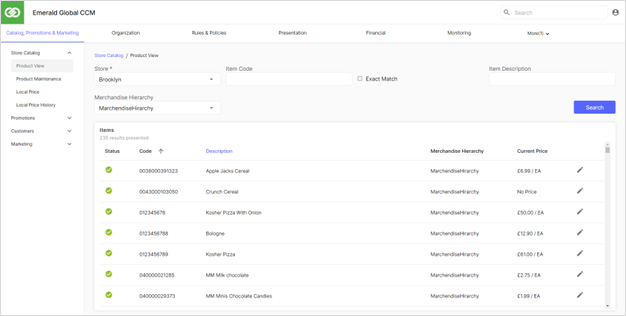 Emerald Global CCM
Search
Catalog, Promotions & Marketing
Organization
Rules & Policies
Presentation
Financial
Monitoring
More(1)
Store Catalog
Product View
Product Maintenance
Local Price
Local Price History
Promotions
Customers
Marketing
Store Catalog / Product View
Store *
Item Code
Item Description
Brooklyn
Exact Match
Merchandise Hierarchy
MarchendiseHirarchy
Search
Items
235 results presented
Status Code Description Merchandise Hierarchy Current Price
0038000391323 Apple Jacks Cereal MarchendiseHirarchy £6.99 / EA
0043000103050 Crunch Cereal MarchendiseHirarchy No Price
012345678 Kosher Pizza With Onion MarchendiseHirarchy £50.00 / EA
0123456788 Bologne MarchendiseHirarchy £12.90 / EA
0123456789 Kosher Pizza MarchendiseHirarchy £61.00 / EA
040000021285 MM Milk chocolate MarchendiseHirarchy £2.75 / EA
040000029373 MM Minis Chocolate Candies MarchendiseHirarchy £1.99 / EA